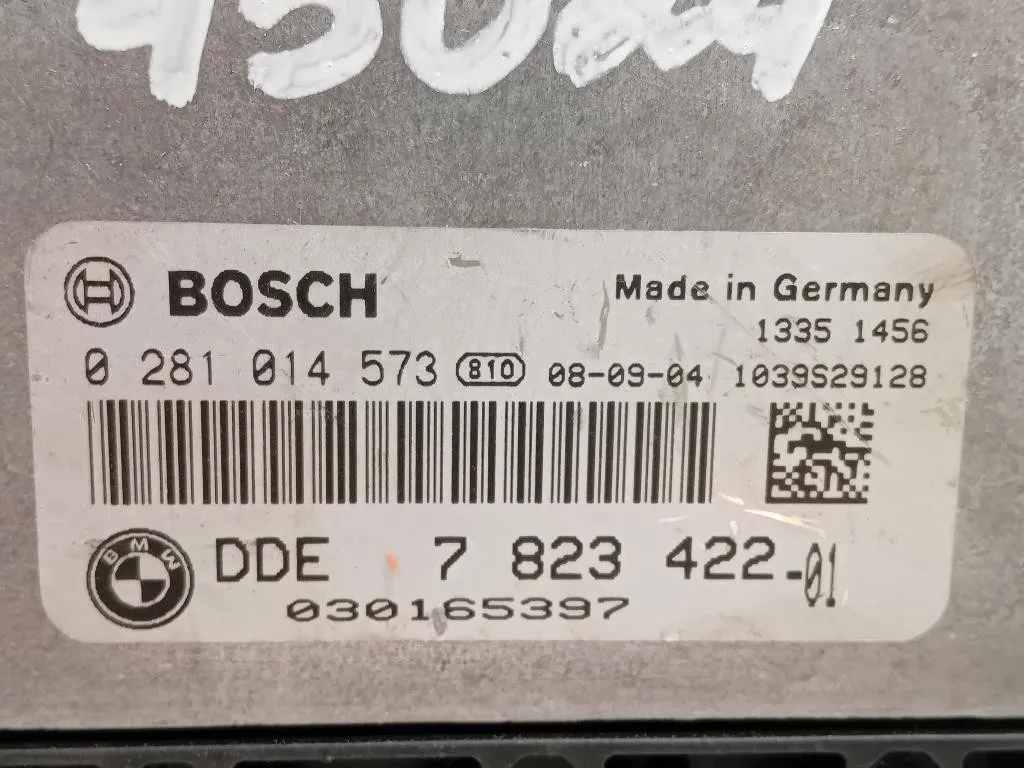 BOSCH
Made in Germany
1335 1456
0 281 014 573 810 08-09-04 1039S29128
BMW
DDE 7 823 422-01
030165397